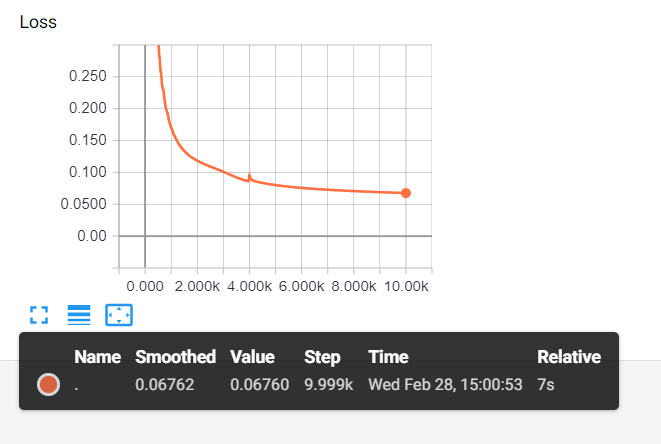 Loss
0.250
0.200
0.150
0.100
0.0500
0.00
0.000 2.000k 4.000k 6.000k 8.000k 10.00k
Name Smoothed Value Step Time Relative
. 0.06762 0.06760 9.999k Wed Feb 28, 15:00:53 7s